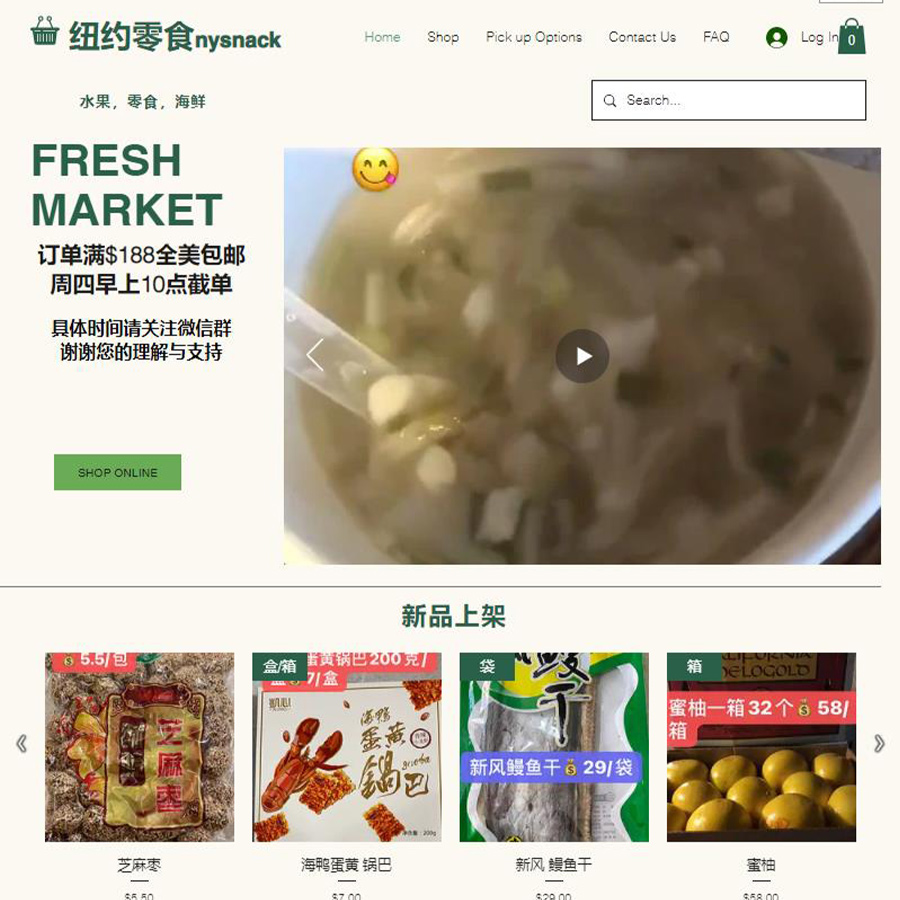 纽约零食nysnack
Home
Shop
Pick up Options
Contact Us
FAQ
Log In
0
水果，零食，海鲜
Search...
FRESH
MARKET
订单满$188全美包邮
周四早上10点截单
具体时间请关注微信群
谢谢您的理解与支持
SHOP ONLINE
新品上架
5.5/包
芝麻枣
盒/箱
蛋黄锅巴200克/
7/盒
海鸭
蛋黄
鍋巴
guoba
200g
袋
鳗
干
新风鳗鱼干 29/袋
箱
CALIFORNIA
MELOGOLD
蜜柚一箱32个 58/
箱
芝麻枣
海鸭蛋黄 锅巴
新风 鳗鱼干
蜜柚
$5.50
$7.00
$29.00
$58.00